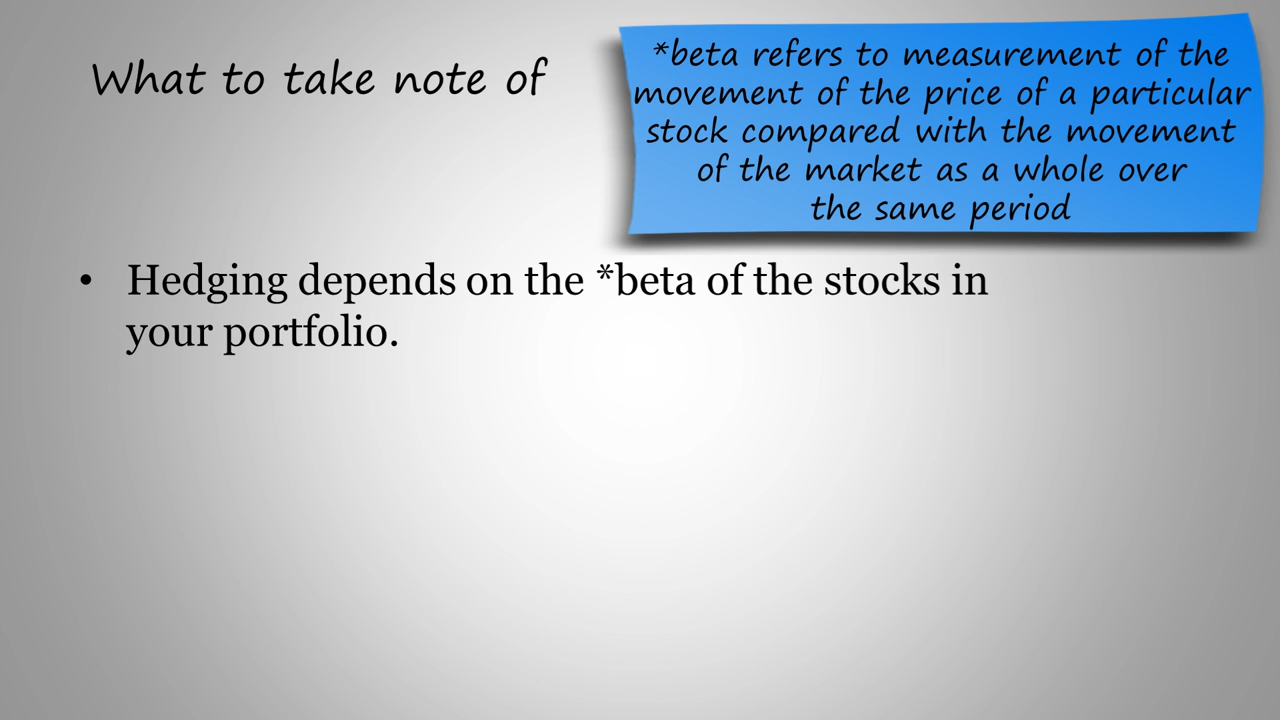 What to take note of
*beta refers to measurement of the
movement of the price of a particular
stock compared with the movement
of the market as a whole over
the same period
• Hedging depends on the *beta of the stocks in
your portfolio.